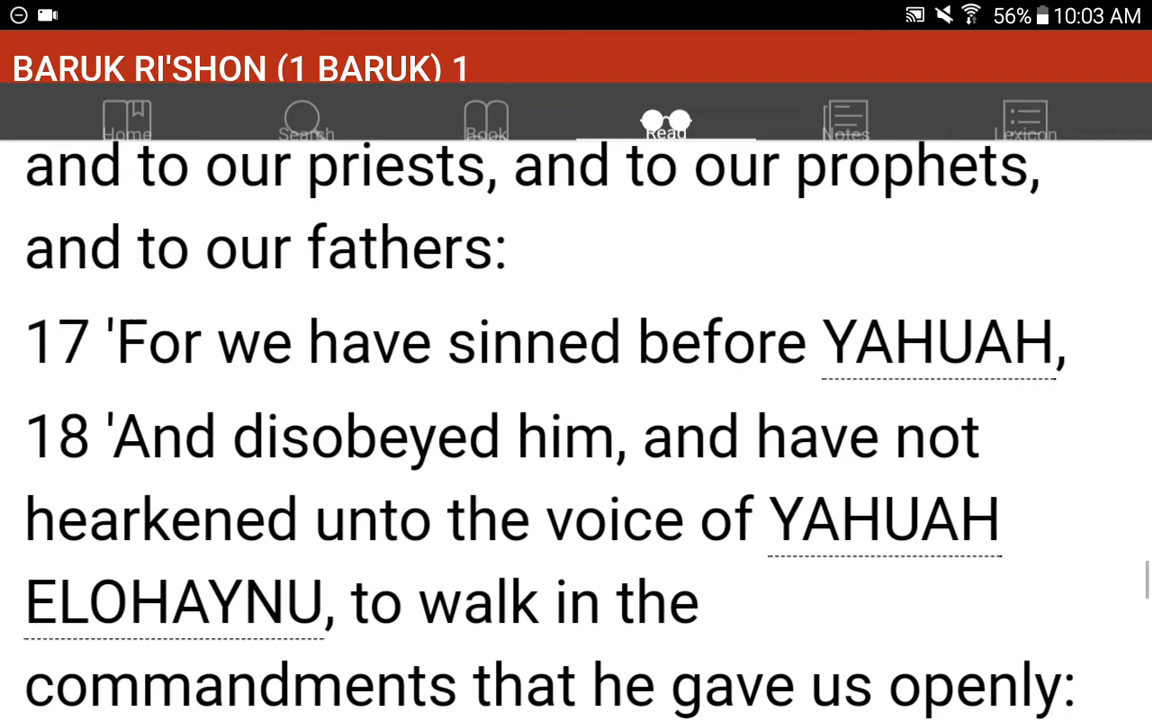 56% 10:03 AM
BARUK RI'SHON (1 BARUK) 1
Home Search Book Read Notes Lexicon
and to our priests, and to our prophets,
and to our fathers:
17 'For we have sinned before YAHUAH,
18 'And disobeyed him, and have not
hearkened unto the voice of YAHUAH
ELOHAYNU, to walk in the
commandments that he gave us openly: